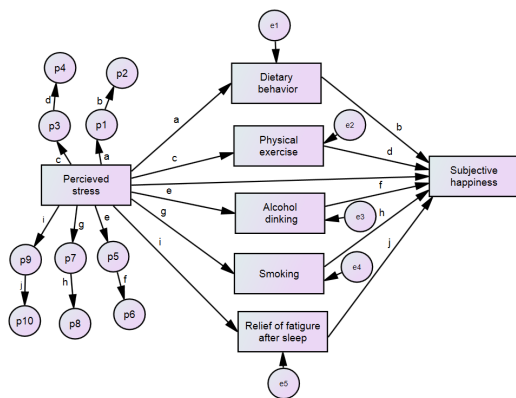 e1
p4
p2
Dietary
behavior
d
b
a
b
p3
p1
e2
Physical
exercise
c
a
c
d
Percieved
stress
Subjective
happiness
e
f
Alcohol
dinking
e3
i
g
e
g
h
i
p9
p7
p5
Smoking
e4
j
j
h
f
p10
p8
p6
Relief of fatigure
after sleep
e5